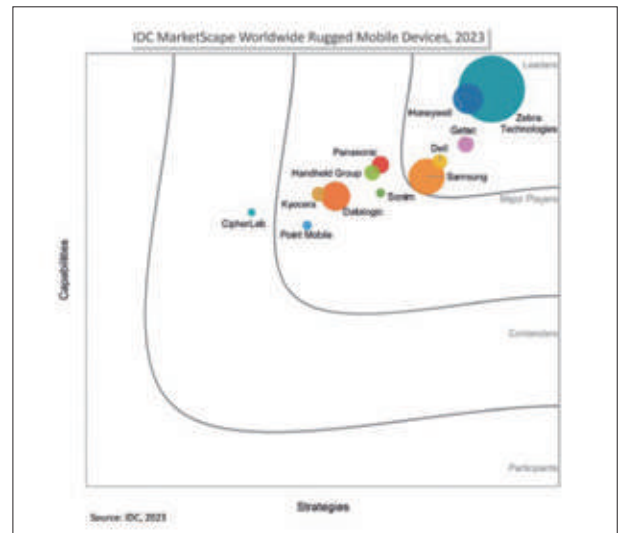 IDC MarketScape Worldwide Rugged Mobile Devices, 2023
Leaders
Honeywell
Zebra
Technologies
Getac
Dell
Panasonic
Handheld Group
Samsung
Major Players
Kyocera
Sonim
Datalogic
CipherLab
Point Mobile
Capabilities
Contenders
Participants
Strategies
Source: IDC, 2023